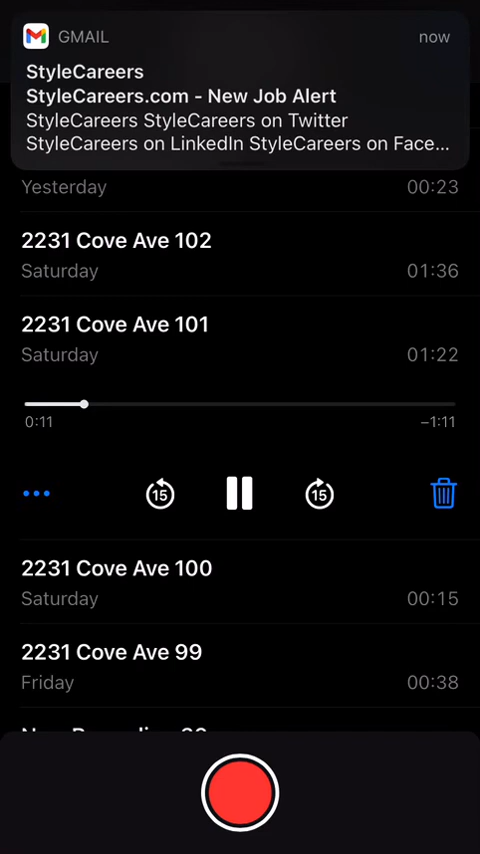 GMAIL now
StyleCareers
StyleCareers.com - New Job Alert
StyleCareers StyleCareers on Twitter
StyleCareers on LinkedIn StyleCareers on Face...
Yesterday 00:23
2231 Cove Ave 102
Saturday 01:36
2231 Cove Ave 101
Saturday 01:22
0:11 –1:11
15 15
2231 Cove Ave 100
Saturday 00:15
2231 Cove Ave 99
Friday 00:38